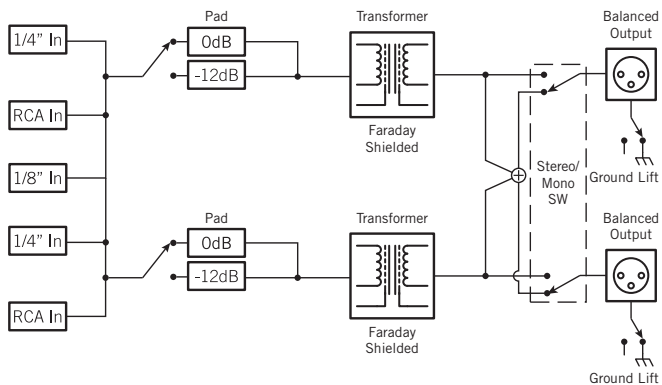 1/4” In
RCA In
1/8” In
1/4” In
RCA In
Pad
0dB
-12dB
Transformer
Faraday
Shielded
Balanced
Output
Ground Lift
Stereo/
Mono
SW
Pad
0dB
-12dB
Transformer
Faraday
Shielded
Balanced
Output
Ground Lift